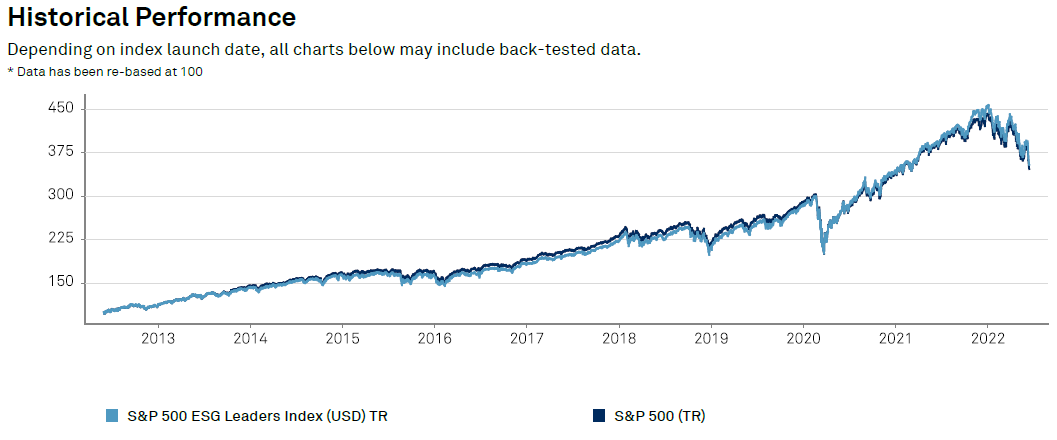 Historical Performance
Depending on index launch date, all charts below may include back-tested data.
* Data has been re-based at 100
450
375
300
225
150
2013 2014 2015 2016 2017 2018 2019 2020 2021 2022
S&P 500 ESG Leaders Index (USD) TR S&P 500 (TR)